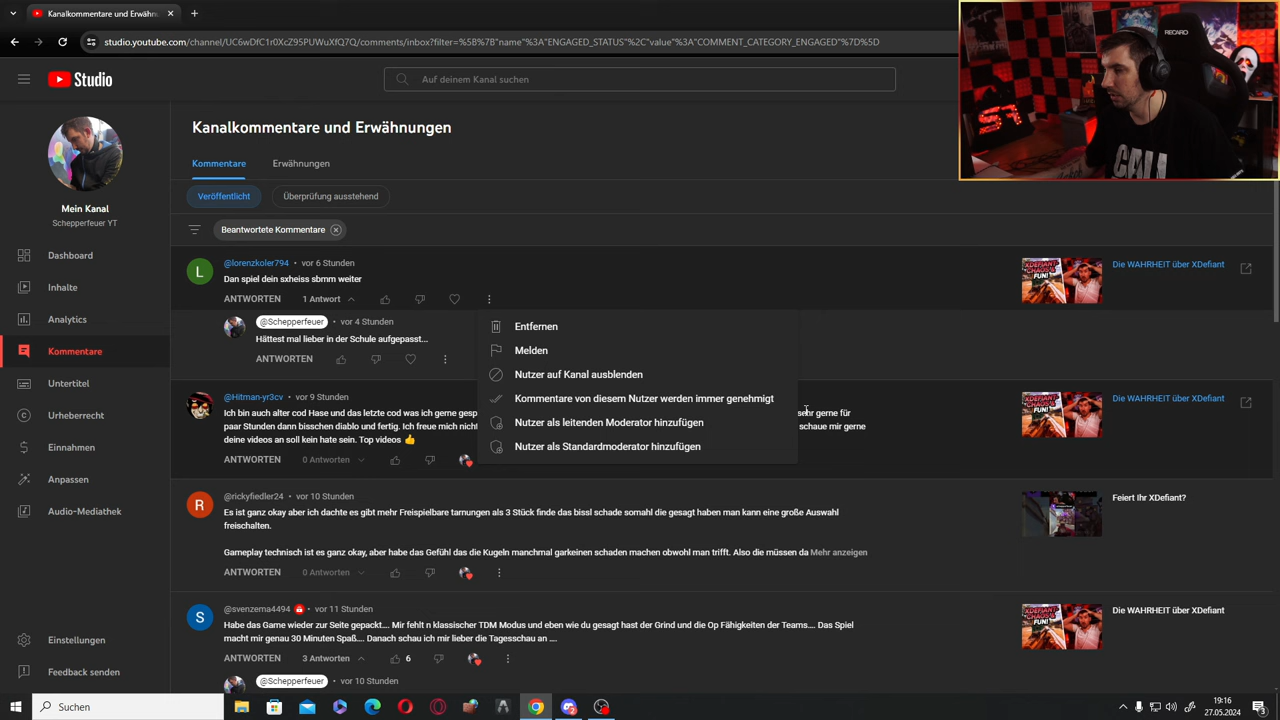 Kanalkommentare und Erwähnun
studio.youtube.com/channel/UC6wDfC1r0XcZ95PUWuXfQ7Q/comments/inbox?filter=%5B%7B"name"%3A"ENGAGED_STATUS"%2C"value"%3A"COMMENT_CATEGORY_ENGAGED"%7D%5D
RECARO
Studio
Auf deinem Kanal suchen
Kanalkommentare und Erwähnungen
Kommentare Erwähnungen
Mein Kanal
Schepperfeuer YT
Veröffentlicht Überprüfung ausstehend
Beantwortete Kommentare
Dashboard
Inhalte
Analytics
Kommentare
Untertitel
Urheberrecht
Einnahmen
Anpassen
Audio-Mediathek
Einstellungen
Feedback senden
L
@lorenzkoler794 • vor 6 Stunden
Dan spiel dein sxheiss sbmm weiter
ANTWORTEN 1 Antwort
XDEFIANT
CHAOS
FUN!
Die WAHRHEIT über XDefiant
@Schepperfeuer • vor 4 Stunden
Hättest mal lieber in der Schule aufgepasst...
ANTWORTEN
Entfernen
Melden
Nutzer auf Kanal ausblenden
Kommentare von diesem Nutzer werden immer genehmigt
Nutzer als leitenden Moderator hinzufügen
Nutzer als Standardmoderator hinzufügen
@Hitman-yr3cv • vor 9 Stunden
Ich bin auch alter cod Hase und das letzte cod was ich gerne gesp
sehr gerne für
paar Stunden dann bisschen diablo und fertig. Ich freue mich nicht
schaue mir gerne
deine videos an soll kein hate sein. Top videos 👍
ANTWORTEN 0 Antworten
XDEFIANT
CHAOS
FUN!
Die WAHRHEIT über XDefiant
R
@rickyfiedler24 • vor 10 Stunden
Es ist ganz okay aber ich dachte es gibt mehr Freispielbare tarnungen als 3 Stück finde das bissl schade somahl die gesagt haben man kann eine große Auswahl
freischalten.
Gameplay technisch ist es ganz okay, aber habe das Gefühl das die Kugeln manchmal garkeinen schaden machen obwohl man trifft. Also die müssen da Mehr anzeigen
ANTWORTEN 0 Antworten
Feiert Ihr XDefiant?
S
@svenzema4494 • vor 11 Stunden
Habe das Game wieder zur Seite gepackt.... Mir fehlt n klassischer TDM Modus und eben wie du gesagt hast der Grind und die Op Fähigkeiten der Teams.... Das Spiel
macht mir genau 30 Minuten Spaß.... Danach schau ich mir lieber die Tagesschau an ....
ANTWORTEN 3 Antworten 6
XDEFIANT
CHAOS
FUN!
Die WAHRHEIT über XDefiant
@Schepperfeuer • vor 10 Stunden
Suchen
19:16
27.05.2024
3